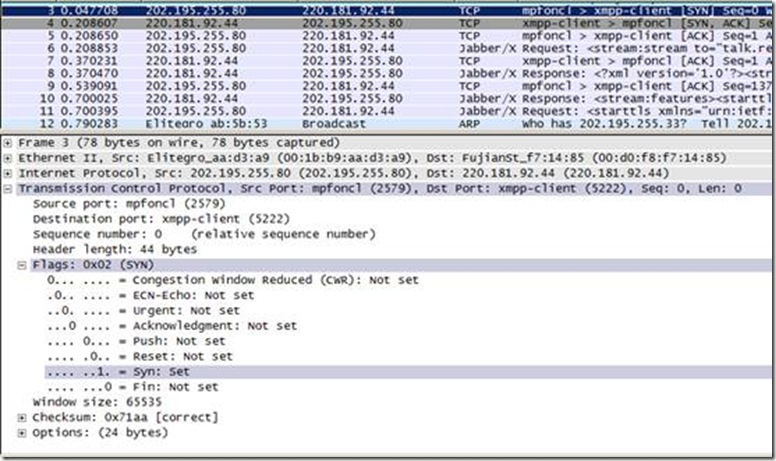 3 0.047708 202.195.255.80 220.181.92.44 TCP mpfoncl > xmpp-client [SYN] Seq=0 W
4 0.208607 220.181.92.44 202.195.255.80 TCP xmpp-client > mpfoncl [SYN, ACK] Se
5 0.208650 202.195.255.80 220.181.92.44 TCP mpfoncl > xmpp-client [ACK] Seq=1 A
6 0.208853 202.195.255.80 220.181.92.44 Jabber/X Request: <stream:stream to="talk.re
7 0.370231 220.181.92.44 202.195.255.80 TCP xmpp-client > mpfoncl [ACK] Seq=1 A
8 0.370470 220.181.92.44 202.195.255.80 Jabber/X Response: <?xml version='1.0'?><str
9 0.539091 202.195.255.80 220.181.92.44 TCP mpfoncl > xmpp-client [ACK] Seq=137
10 0.700025 220.181.92.44 202.195.255.80 Jabber/X Response: <stream:features><startt
11 0.700395 202.195.255.80 220.181.92.44 Jabber/X Request: <starttls xmlns="urn:ietf:
12 0.790283 Elitegro_ab:5b:53 Broadcast ARP Who has 202.195.255.33? Tell 202.1
Frame 3 (78 bytes on wire, 78 bytes captured)
Ethernet II, Src: Elitegro_aa:d3:a9 (00:1b:b9:aa:d3:a9), Dst: FujianSt_f7:14:85 (00:d0:f8:f7:14:85)
Internet Protocol, Src: 202.195.255.80 (202.195.255.80), Dst: 220.181.92.44 (220.181.92.44)
Transmission Control Protocol, Src Port: mpfoncl (2579), Dst Port: xmpp-client (5222), Seq: 0, Len: 0
Source port: mpfoncl (2579)
Destination port: xmpp-client (5222)
Sequence number: 0 (relative sequence number)
Header length: 44 bytes
Flags: 0x02 (SYN)
0... .... = Congestion Window Reduced (CWR): Not set
.0.. .... = ECN-Echo: Not set
..0. .... = Urgent: Not set
...0 .... = Acknowledgment: Not set
.... 0... = Push: Not set
.... .0.. = Reset: Not set
.... ..1. = Syn: Set
.... ...0 = Fin: Not set
Window size: 65535
Checksum: 0x71aa [correct]
Options: (24 bytes)